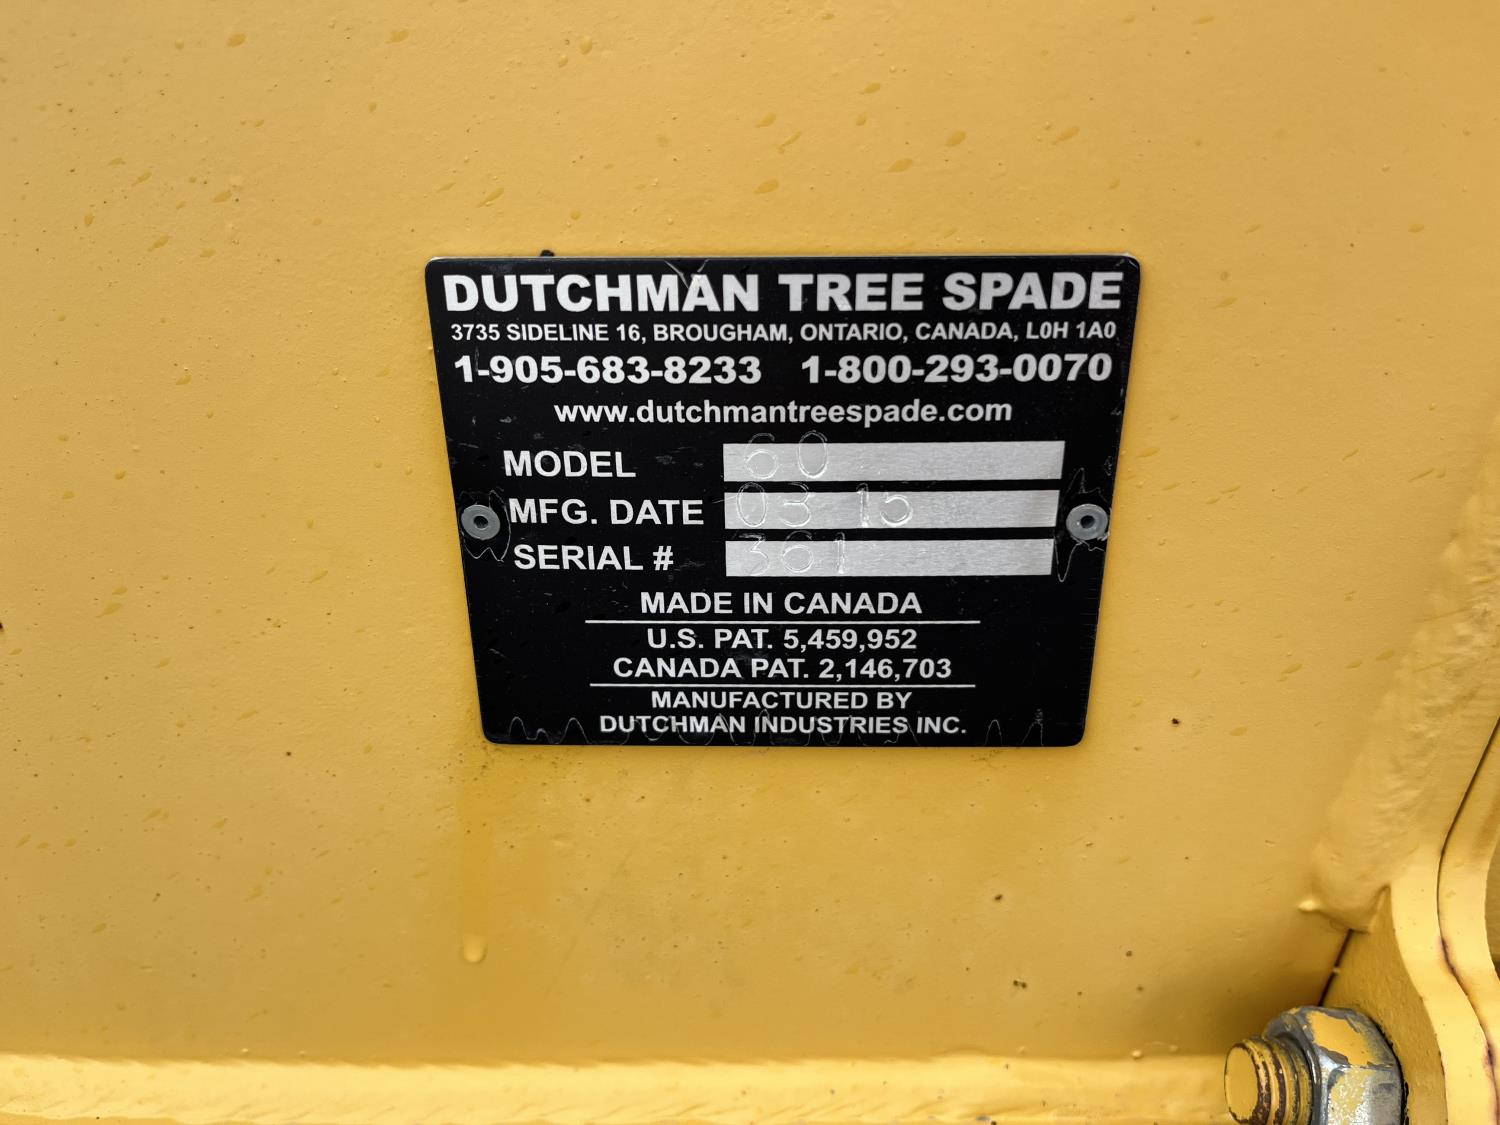 DUTCHMAN TREE SPADE
3735 SIDELINE 16, BROUGHAM, ONTARIO, CANADA, L0H 1A0
1-905-683-8233 1-800-293-0070
www.dutchmantreespade.com
MODEL 60
MFG. DATE 03 15
SERIAL # 361
MADE IN CANADA
U.S. PAT. 5,459,952
CANADA PAT. 2,146,703
MANUFACTURED BY
DUTCHMAN INDUSTRIES INC.